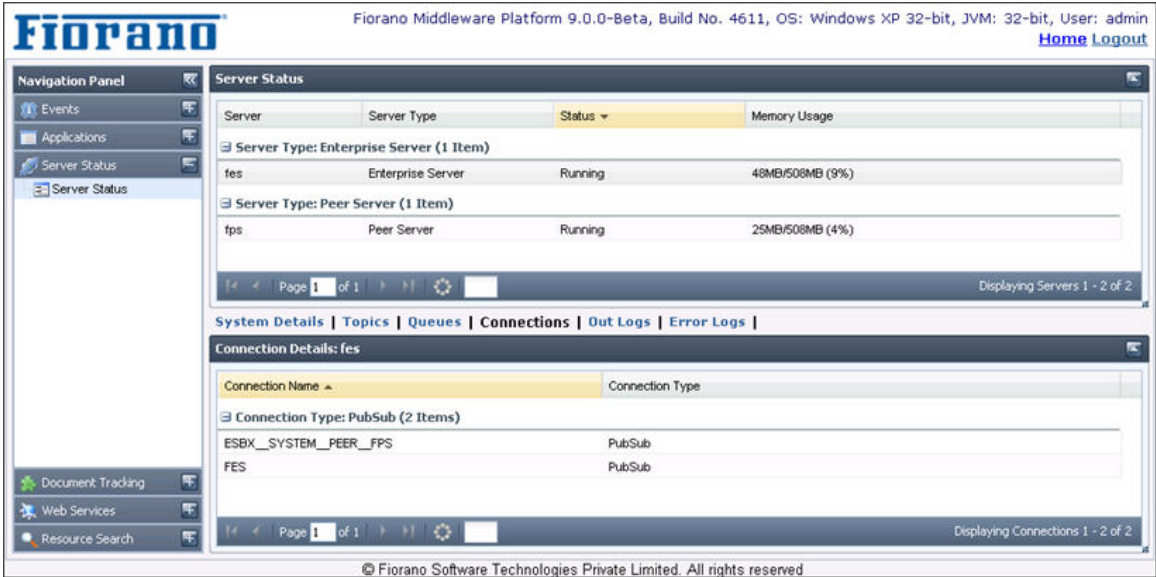 Fiorano
Fiorano Middleware Platform 9.0.0-Beta, Build No. 4611, OS: Windows XP 32-bit, JVM: 32-bit, User: admin
Home Logout
Navigation Panel
Events
Applications
Server Status
Server Status
Document Tracking
Web Services
Resource Search
Server Status
Server Server Type Status Memory Usage
Server Type: Enterprise Server (1 Item)
fes Enterprise Server Running 48MB/508MB (9%)
Server Type: Peer Server (1 Item)
fps Peer Server Running 25MB/508MB (4%)
Page 1 of 1 Displaying Servers 1 - 2 of 2
System Details | Topics | Queues | Connections | Out Logs | Error Logs |
Connection Details: fes
Connection Name Connection Type
Connection Type: PubSub (2 Items)
ESBX__SYSTEM__PEER__FPS PubSub
FES PubSub
Page 1 of 1 Displaying Connections 1 - 2 of 2
© Fiorano Software Technologies Private Limited. All rights reserved